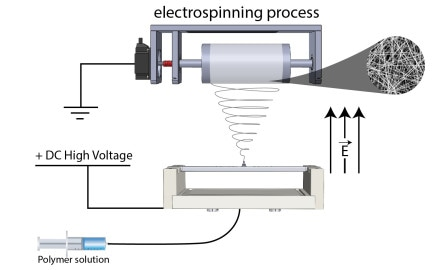 electrospinning process
+ DC High Voltage
E
Polymer solution